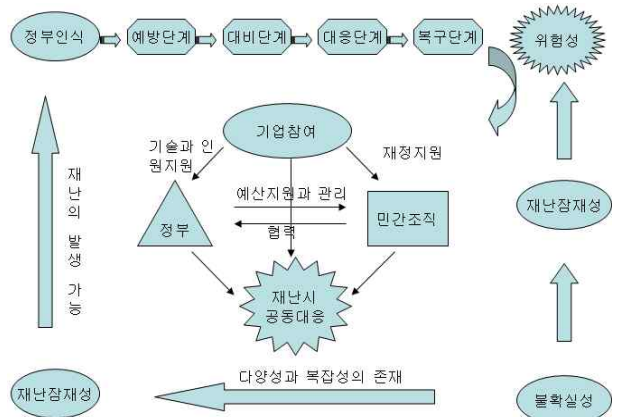 정부인식
예방단계
대비단계
대응단계
복구단계
위험성
기업참여
기술과 인
원지원
재정지원
재난의 발생 가능
예산지원과 관리
정부
협력
민간조직
재난잠재성
재난시
공동대응
다양성과 복잡성의 존재
재난잠재성
불확실성